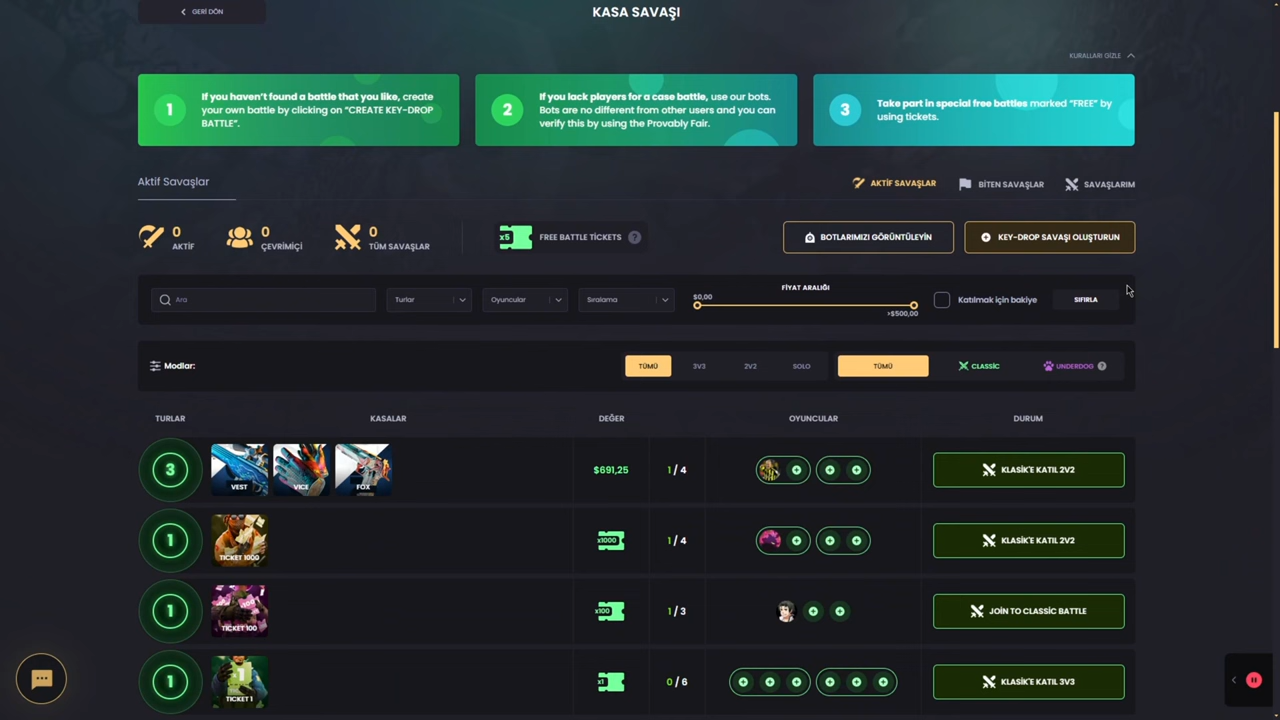 GERİ DÖN
KASA SAVAŞI
KURALLARI GİZLE
1
If you haven't found a battle that you like, create
your own battle by clicking on "CREATE KEY-DROP
BATTLE".
2
If you lack players for a case battle, use our bots.
Bots are no different from other users and you can
verify this by using the Provably Fair.
3
Take part in special free battles marked "FREE" by
using tickets.
Aktif Savaşlar
AKTİF SAVAŞLAR
BİTEN SAVAŞLAR
SAVAŞLARIM
0
AKTİF
0
ÇEVRİMİÇİ
0
TÜM SAVAŞLAR
x5
FREE BATTLE TICKETS ?
BOTLARIMIZI GÖRÜNTÜLEYİN
KEY-DROP SAVAŞI OLUŞTURUN
Ara
Turlar
Oyuncular
Sıralama
FİYAT ARALIĞI
$0,00
>$500,00
Katılmak için bakiye
SIFIRLA
Modlar:
TÜMÜ
3V3
2V2
SOLO
TÜMÜ
CLASSIC
UNDERDOG ?
TURLAR
KASALAR
DEĞER
OYUNCULAR
DURUM
3
VEST
VICE
FOX
$691,25
1 / 4
KLASİK'E KATIL 2V2
1
TICKET 1000
x1000
1 / 4
KLASİK'E KATIL 2V2
1
TICKET 100
x100
1 / 3
JOIN TO CLASSIC BATTLE
1
TICKET 1
x1
0 / 6
KLASİK'E KATIL 3V3